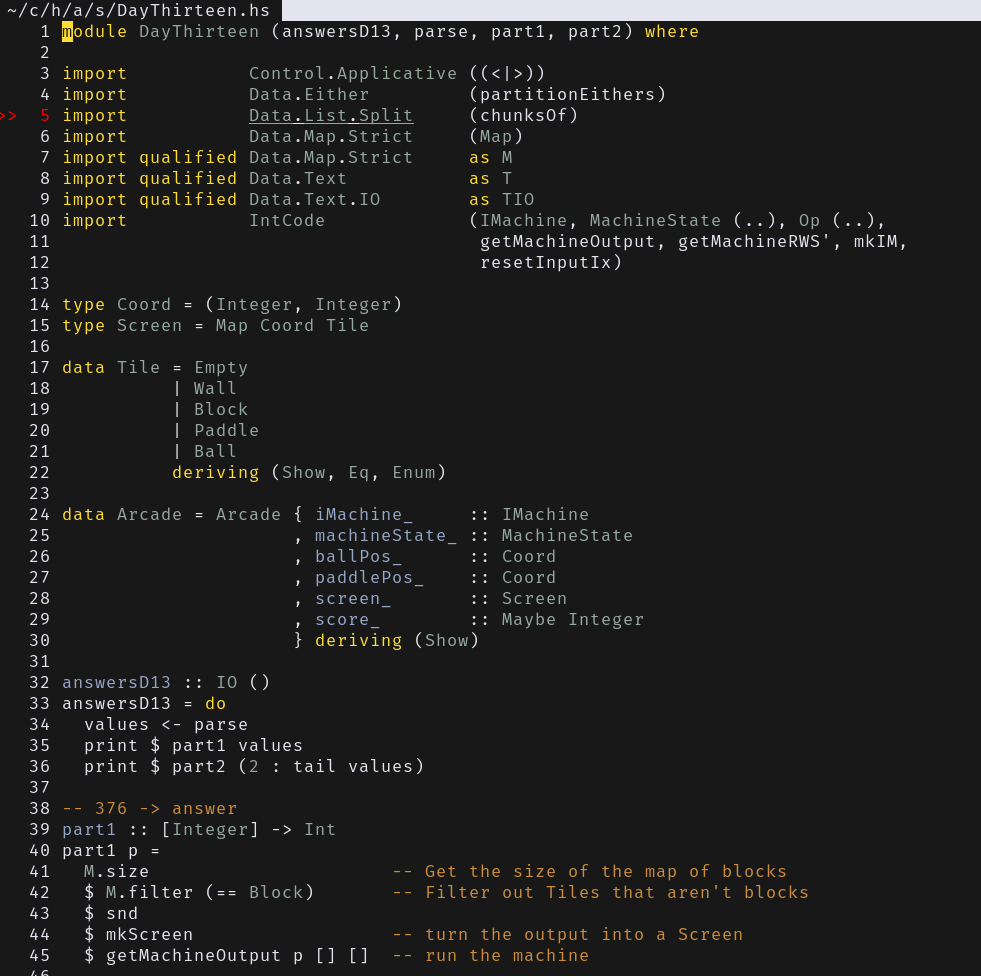 ~/c/h/a/s/DayThirteen.hs
1 module DayThirteen (answersD13, parse, part1, part2) where
2
3 import           Control.Applicative ((<|>))
4 import           Data.Either         (partitionEithers)
>> 5 import           Data.List.Split     (chunksOf)
6 import           Data.Map.Strict     (Map)
7 import qualified Data.Map.Strict     as M
8 import qualified Data.Text           as T
9 import qualified Data.Text.IO        as TIO
10 import           IntCode             (IMachine, MachineState (..), Op (..),
11                                       getMachineOutput, getMachineRWS', mkIM,
12                                       resetInputIx)
13
14 type Coord = (Integer, Integer)
15 type Screen = Map Coord Tile
16
17 data Tile = Empty
18           | Wall
19           | Block
20           | Paddle
21           | Ball
22           deriving (Show, Eq, Enum)
23
24 data Arcade = Arcade { iMachine_     :: IMachine
25                      , machineState_ :: MachineState
26                      , ballPos_      :: Coord
27                      , paddlePos_    :: Coord
28                      , screen_       :: Screen
29                      , score_        :: Maybe Integer
30                      } deriving (Show)
31
32 answersD13 :: IO ()
33 answersD13 = do
34   values <- parse
35   print $ part1 values
36   print $ part2 (2 : tail values)
37
38 -- 376 -> answer
39 part1 :: [Integer] -> Int
40 part1 p =
41   M.size                      -- Get the size of the map of blocks
42   $ M.filter (== Block)       -- Filter out Tiles that aren't blocks
43   $ snd
44   $ mkScreen                  -- turn the output into a Screen
45   $ getMachineOutput p [] []  -- run the machine
46